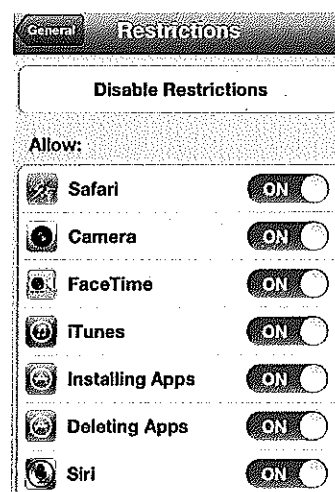 General Restrictions
Disable Restrictions
Allow:
Safari ON
Camera ON
FaceTime ON
iTunes ON
Installing Apps ON
Deleting Apps ON
Siri ON